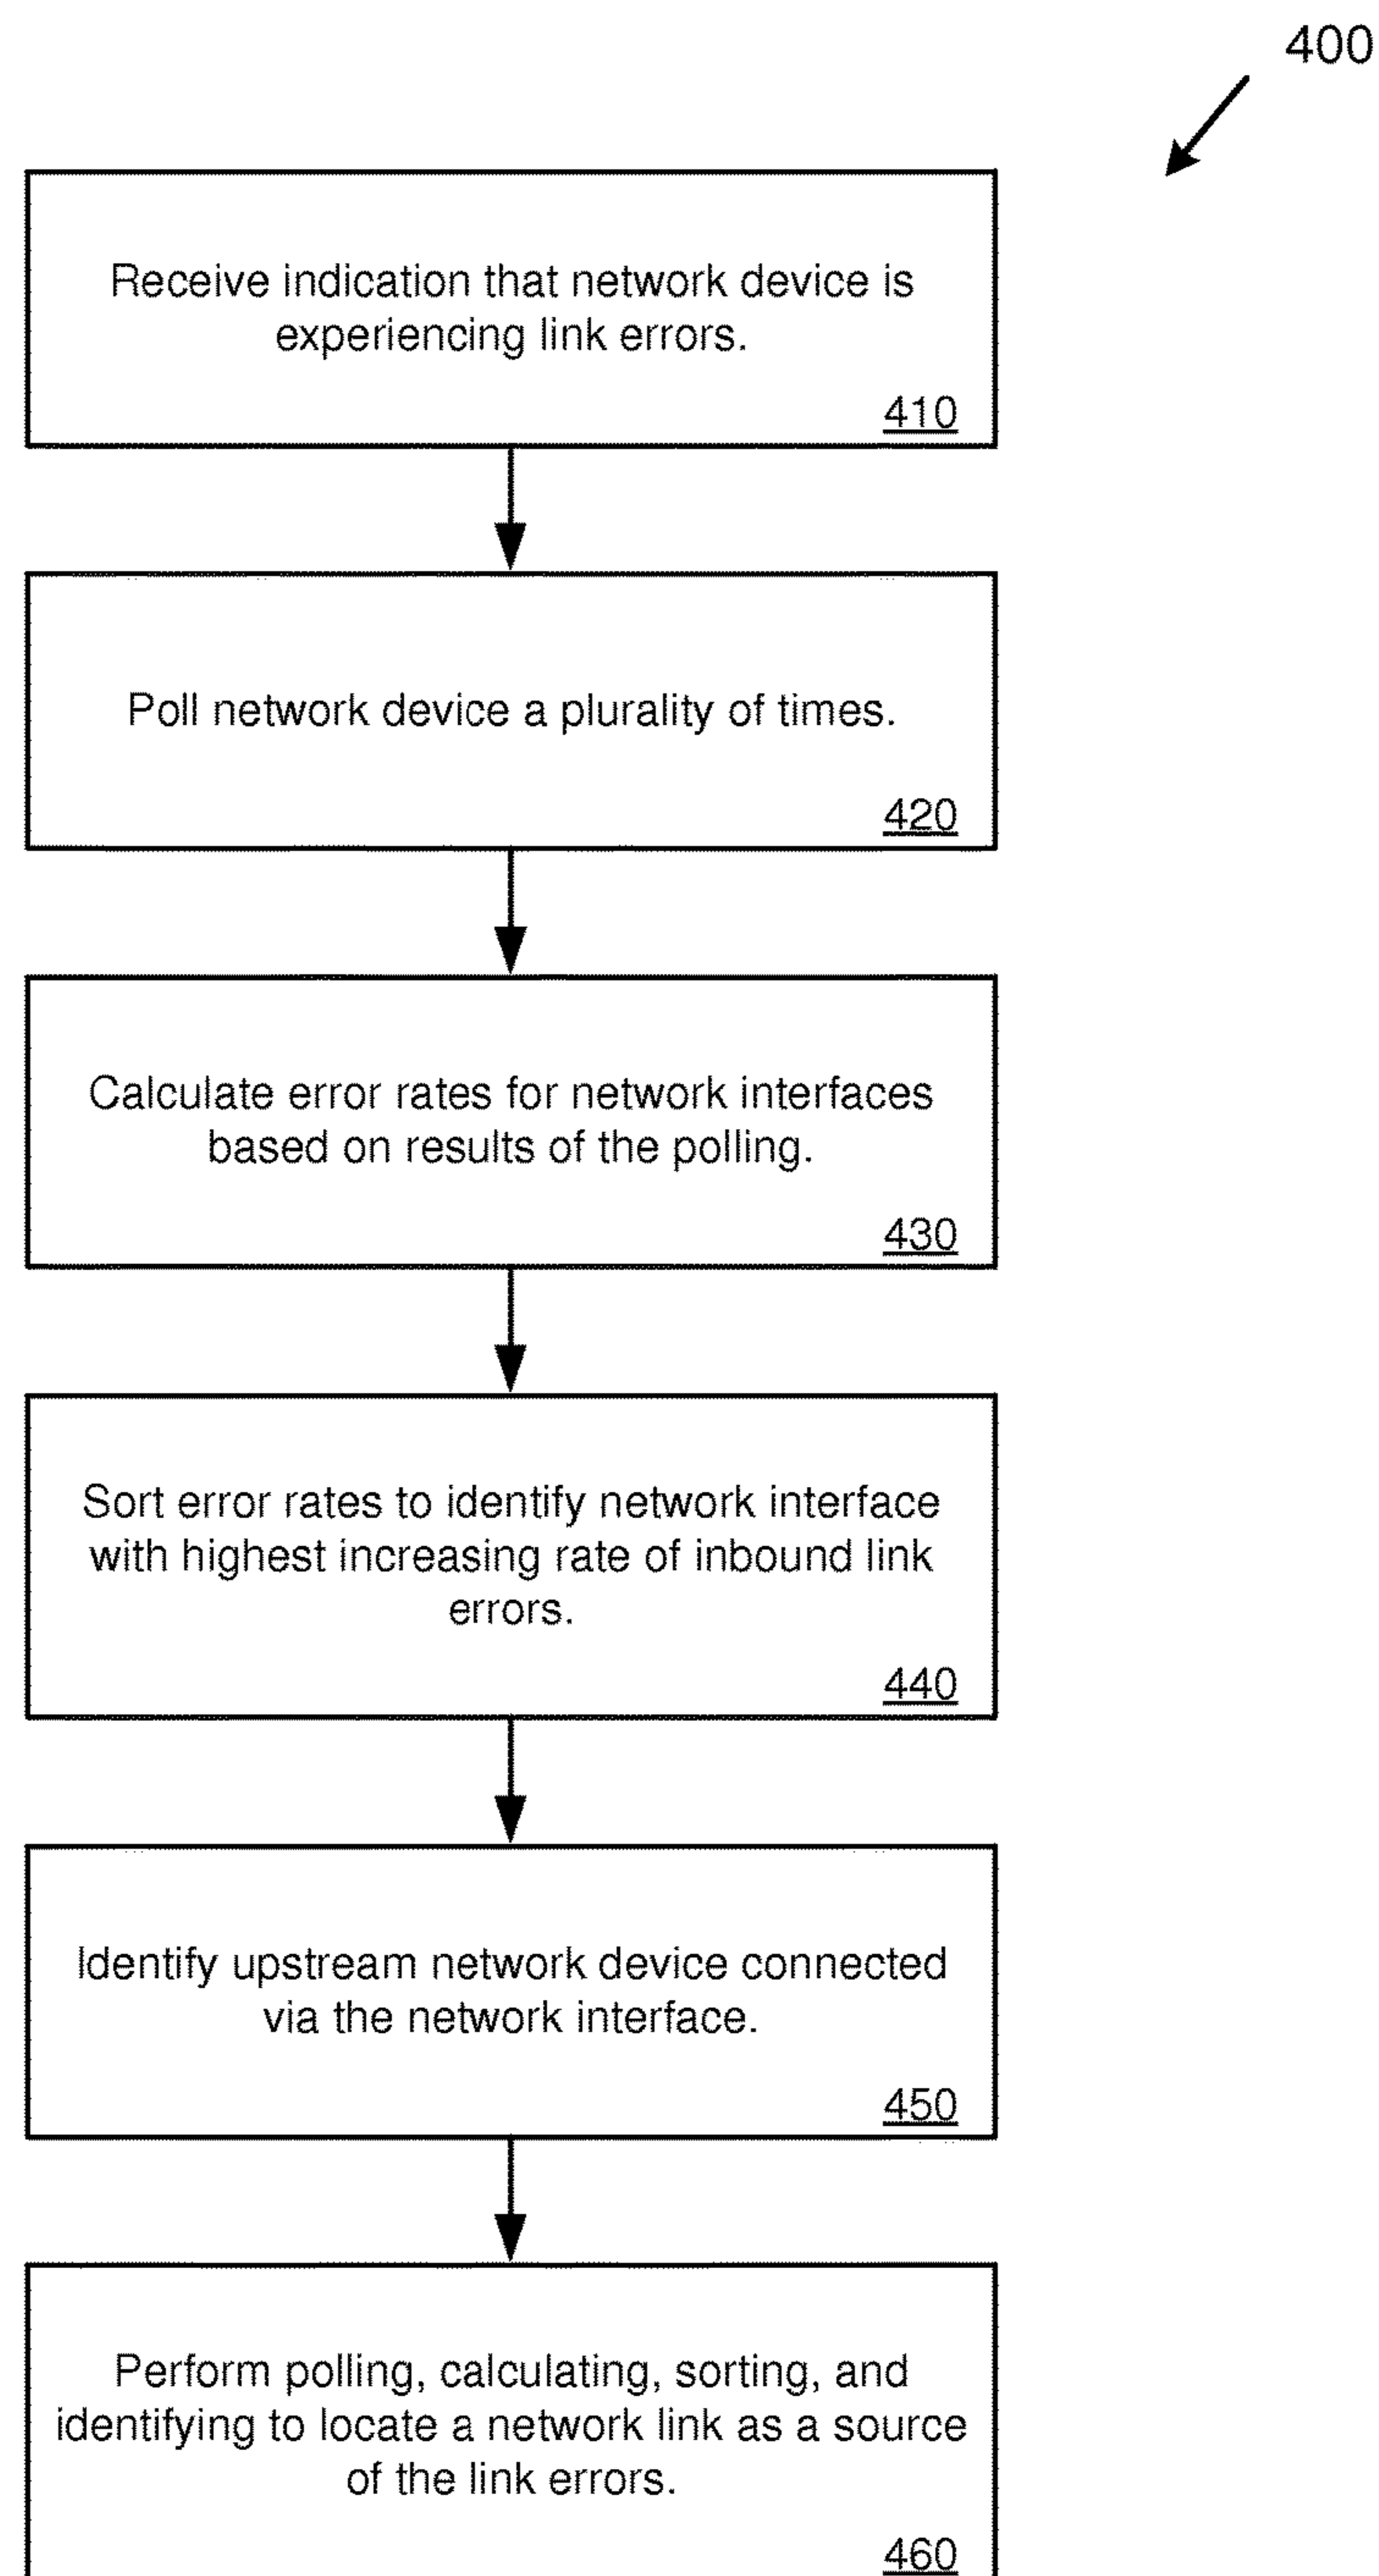 400
Receive indication that network device is
experiencing link errors.
410
Poll network device a plurality of times.
420
Calculate error rates for network interfaces
based on results of the polling.
430
Sort error rates to identify network interface
with highest increasing rate of inbound link
errors.
440
Identify upstream network device connected
via the network interface.
450
Perform polling, calculating, sorting, and
identifying to locate a network link as a source
of the link errors.
460